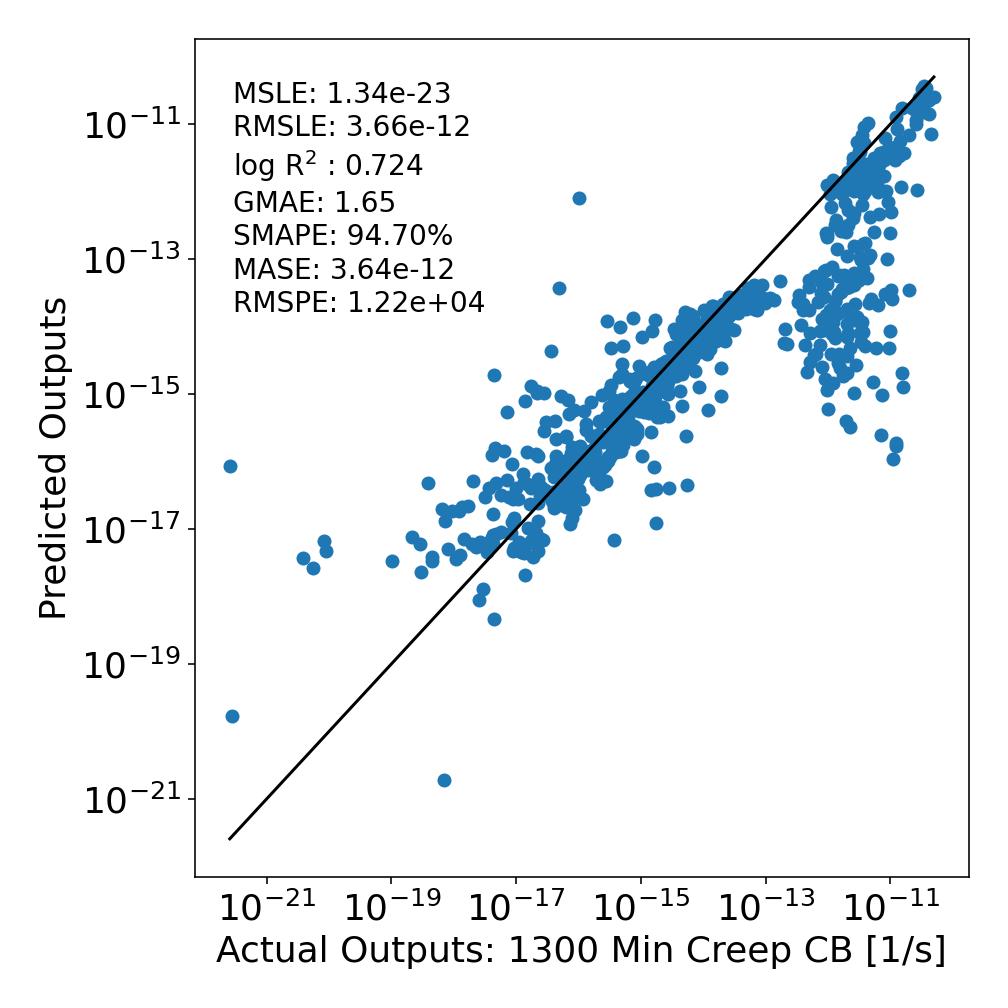 MSLE: 1.34e-23
RMSLE: 3.66e-12
log R² : 0.724
GMAE: 1.65
SMAPE: 94.70%
MASE: 3.64e-12
RMSPE: 1.22e+04
Predicted Outputs
10⁻¹¹
10⁻¹³
10⁻¹⁵
10⁻¹⁷
10⁻¹⁹
10⁻²¹
10⁻²¹ 10⁻¹⁹ 10⁻¹⁷ 10⁻¹⁵ 10⁻¹³ 10⁻¹¹
Actual Outputs: 1300 Min Creep CB [1/s]